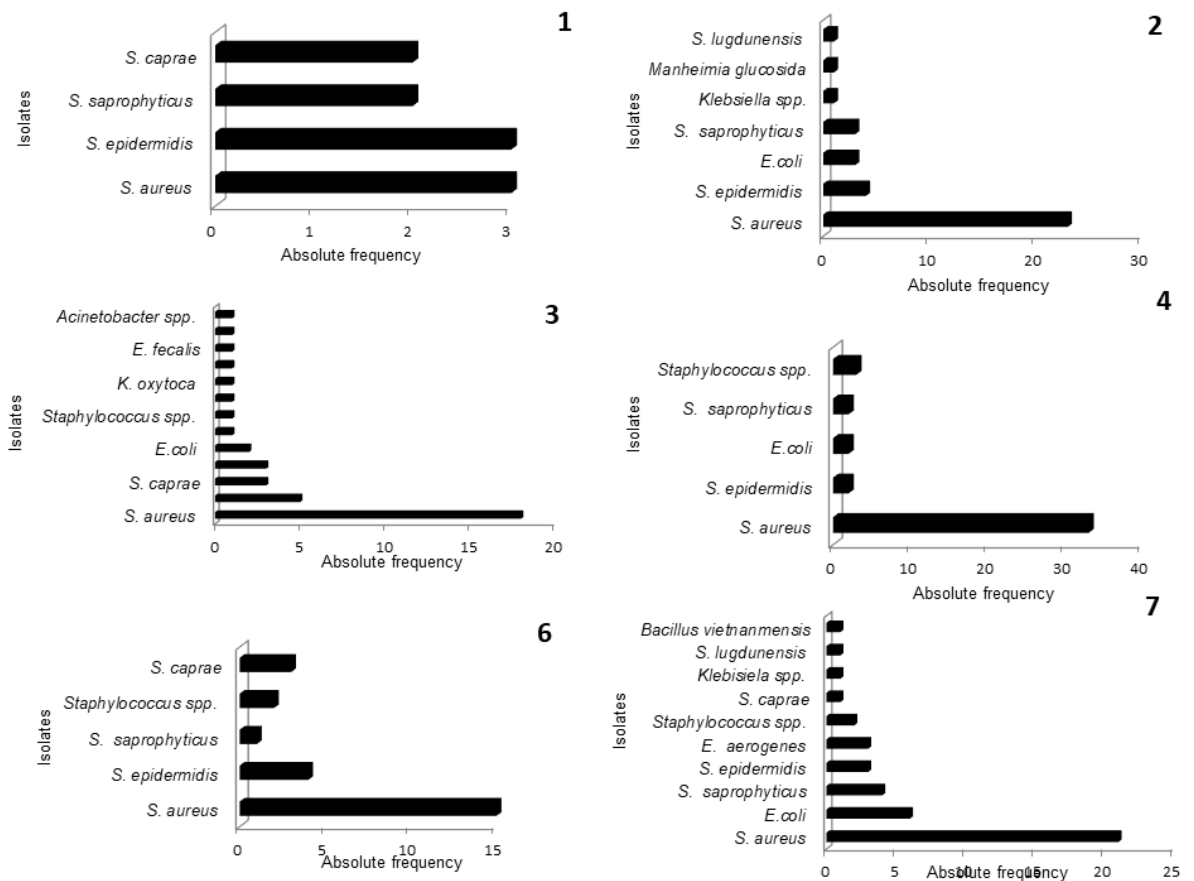 1
S. caprae
S. saprophyticus
S. epidermidis
S. aureus
Isolates
0 1 2 3
Absolute frequency
2
S. lugdunensis
Manheimia glucosida
Klebsiella spp.
S. saprophyticus
E.coli
S. epidermidis
S. aureus
Isolates
0 10 20 30
Absolute frequency
3
Acinetobacter spp.
E. fecalis
K. oxytoca
Staphylococcus spp.
E.coli
S. caprae
S. aureus
Isolates
0 5 10 15 20
Absolute frequency
4
Staphylococcus spp.
S. saprophyticus
E.coli
S. epidermidis
S. aureus
Isolates
0 10 20 30 40
Absolute frequency
6
S. caprae
Staphylococcus spp.
S. saprophyticus
S. epidermidis
S. aureus
Isolates
0 5 10 15
Absolute frequency
7
Bacillus vietnanmensis
S. lugdunensis
Klebisiela spp.
S. caprae
Staphylococcus spp.
E. aerogenes
S. epidermidis
S. saprophyticus
E.coli
S. aureus
Isolates
0 5 10 15 20 25
Absolute frequency